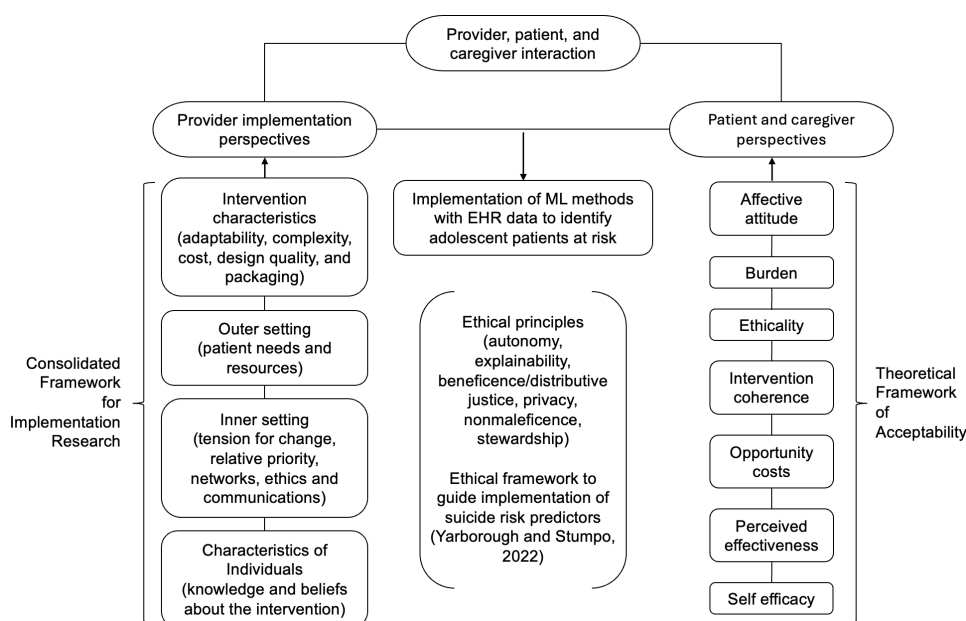 Provider, patient, and
caregiver interaction
Provider implementation
perspectives
Patient and caregiver
perspectives
Implementation of ML methods
with EHR data to identify
adolescent patients at risk
Consolidated
Framework
for
Implementation
Research
Intervention
characteristics
(adaptability, complexity,
cost, design quality, and
packaging)
Outer setting
(patient needs and
resources)
Inner setting
(tension for change,
relative priority,
networks, ethics and
communications)
Characteristics of
Individuals
(knowledge and beliefs
about the intervention)
Ethical principles
(autonomy,
explainability,
beneficence/distributive
justice, privacy,
nonmaleficence,
stewardship)
Ethical framework to
guide implementation of
suicide risk predictors
(Yarborough and Stumpo,
2022)
Affective
attitude
Burden
Ethicality
Intervention
coherence
Opportunity
costs
Perceived
effectiveness
Self efficacy
Theoretical
Framework
of
Acceptability